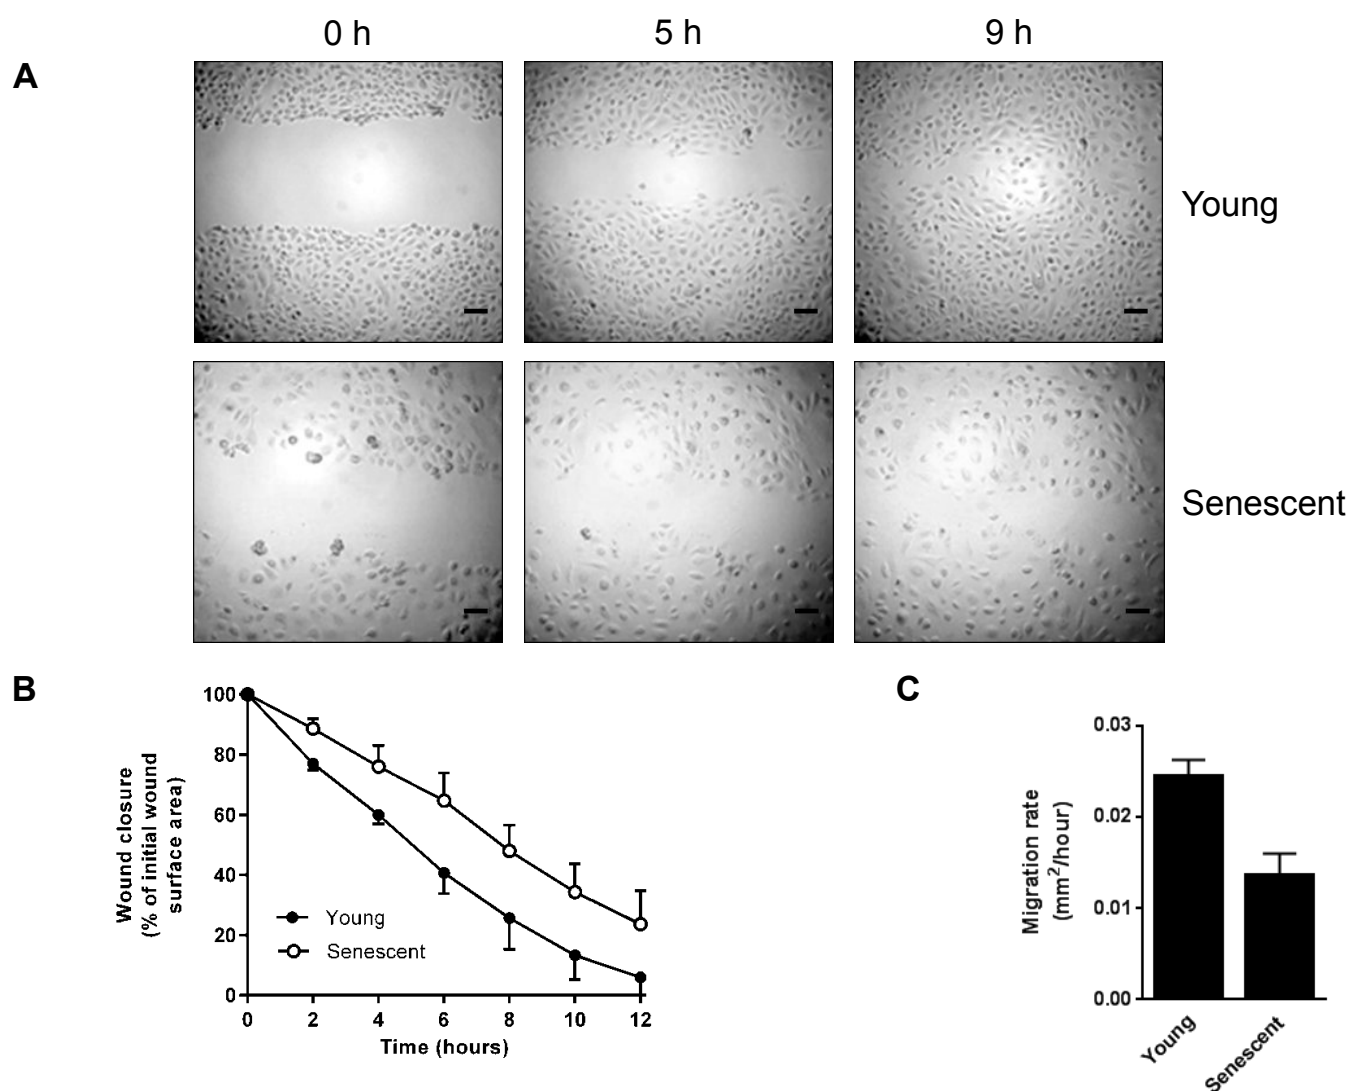 0 h
5 h
9 h
A
Young
Senescent
B
100
80
60
40
20
0
Wound closure
(% of initial wound
surface area)
Young
Senescent
0 2 4 6 8 10 12
Time (hours)
C
0.03
0.02
0.01
0.00
Migration rate
(mm²/hour)
Young
Senescent